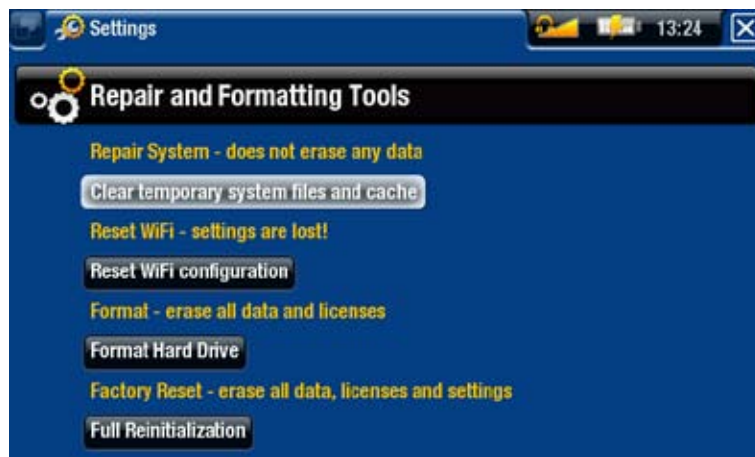 Settings
13:24
Repair and Formatting Tools
Repair System - does not erase any data
Clear temporary system files and cache
Reset WiFi - settings are lost!
Reset WiFi configuration
Format - erase all data and licenses
Format Hard Drive
Factory Reset - erase all data, licenses and settings
Full Reinitialization